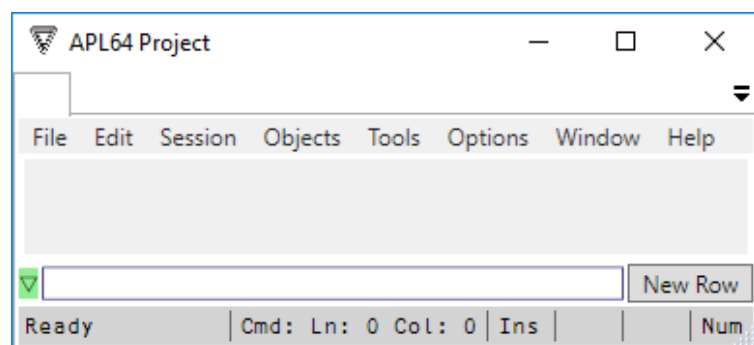 APL64 Project
File Edit Session Objects Tools Options Window Help
New Row
Ready Cmd: Ln: 0 Col: 0 Ins Num